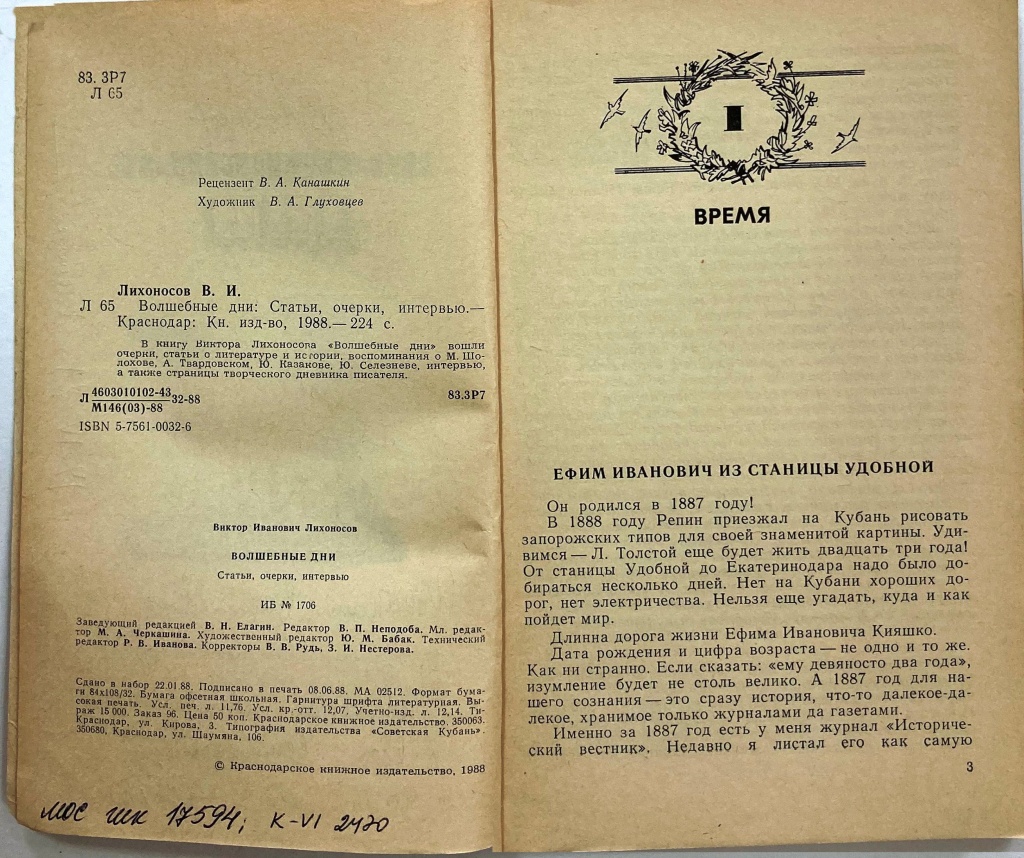 83. 3Р7
Л 65
Рецензент В. А. Канашкин
Художник В. А. Глуховцев
Лихоносов В. И.
Л 65 Волшебные дни: Статьи, очерки, интервью.—
Краснодар: Кн. изд-во, 1988.— 224 с.
В книгу Виктора Лихоносова «Волшебные дни» вошли
очерки, статьи о литературе и истории, воспоминания о М. Шо-
лохове, А. Твардовском, Ю. Казакове, Ю. Селезневе, интервью,
а также страницы творческого дневника писателя.
Л 4603010102-43 32-88 83.3Р7
М146(03)-88
ISBN 5-7561-0032-6
Виктор Иванович Лихоносов
ВОЛШЕБНЫЕ ДНИ
Статьи, очерки, интервью
ИБ № 1706
Заведующий редакцией В. Н. Елагин. Редактор В. П. Неподоба. Мл. редак-
тор М. А. Черкашина. Художественный редактор Ю. М. Бабак. Технический
редактор Р. В. Иванова. Корректоры В. В. Рудь, З. И. Нестерова.
Сдано в набор 22.01.88. Подписано в печать 08.06.88. МА 02512. Формат бума-
ги 84х108/32. Бумага офсетная школьная. Гарнитура шрифта литературная. Вы-
сокая печать. Усл. печ. л. 11,76. Усл. кр.-отт. 12,07. Учетно-изд. л. 12,14. Ти-
раж 15 000. Заказ 96. Цена 50 коп. Краснодарское книжное издательство. 350063,
Краснодар, ул. Кирова, 3. Типография издательства «Советская Кубань».
350680, Краснодар, ул. Шаумяна, 106.
© Краснодарское книжное издательство, 1988
мос шк 17594; К-VI 2470
I
ВРЕМЯ
ЕФИМ ИВАНОВИЧ ИЗ СТАНИЦЫ УДОБНОЙ
Он родился в 1887 году!
В 1888 году Репин приезжал на Кубань рисовать
запорожских типов для своей знаменитой картины. Уди-
вимся — Л. Толстой еще будет жить двадцать три года!
От станицы Удобной до Екатеринодара надо было до-
бираться несколько дней. Нет на Кубани хороших до-
рог, нет электричества. Нельзя еще угадать, куда и как
пойдет мир.
Длинна дорога жизни Ефима Ивановича Кияшко.
Дата рождения и цифра возраста — не одно и то же.
Как ни странно. Если сказать: «ему девяносто два года»,
изумление будет не столь велико. А 1887 год для на-
шего сознания — это сразу история, что-то далекое-да-
лекое, хранимое только журналами да газетами.
Именно за 1887 год есть у меня журнал «Историче-
ский вестник». Недавно я листал его как самую
3